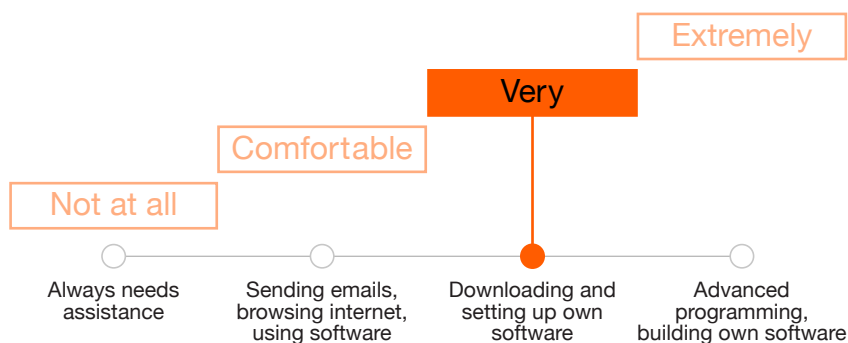 Extremely
Very
Comfortable
Not at all
Always needs
assistance
Sending emails,
browsing internet,
using software
Downloading and
setting up own
software
Advanced
programming,
building own software